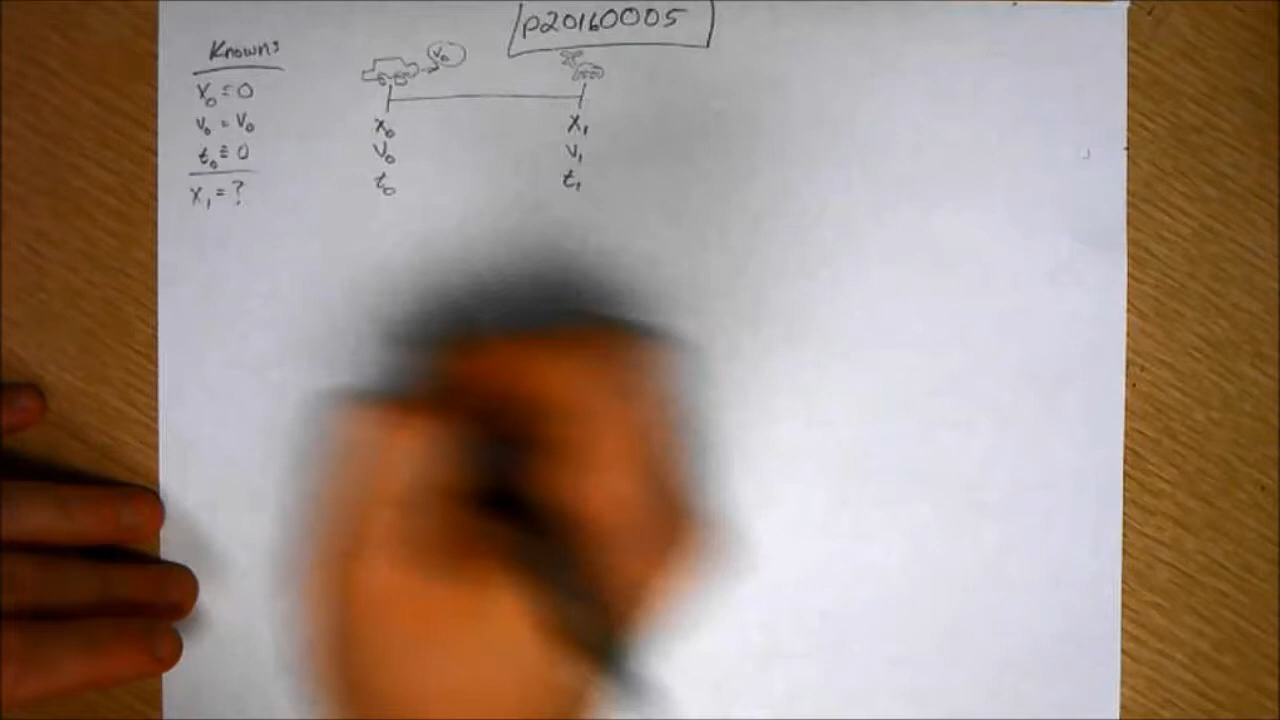 p20160005
Knowns
x₀ = 0
v₀ = v₀
t₀ ≡ 0
x₁ = ?
v₀
x₀ x₁
v₀ v₁
t₀ t₁